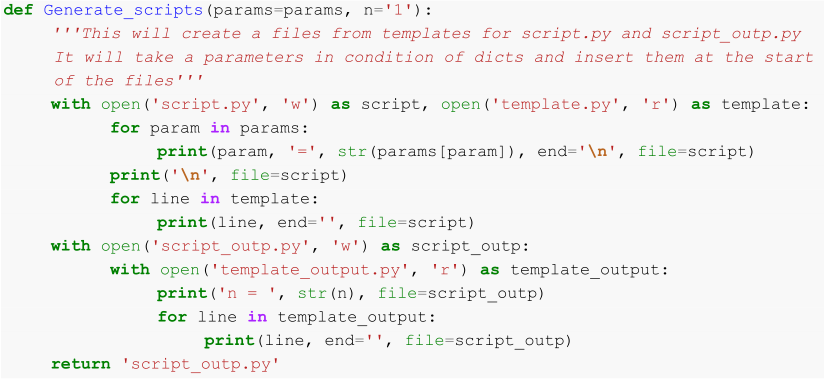 def Generate_scripts(params=params, n='1'):
    '''This will create a files from templates for script.py and script_outp.py
    It will take a parameters in condition of dicts and insert them at the start
    of the files'''
    with open('script.py', 'w') as script, open('template.py', 'r') as template:
        for param in params:
            print(param, '=', str(params[param]), end='\n', file=script)
        print('\n', file=script)
        for line in template:
            print(line, end='', file=script)
    with open('script_outp.py', 'w') as script_outp:
        with open('template_output.py', 'r') as template_output:
            print('n = ', str(n), file=script_outp)
            for line in template_output:
                print(line, end='', file=script_outp)
    return 'script_outp.py'